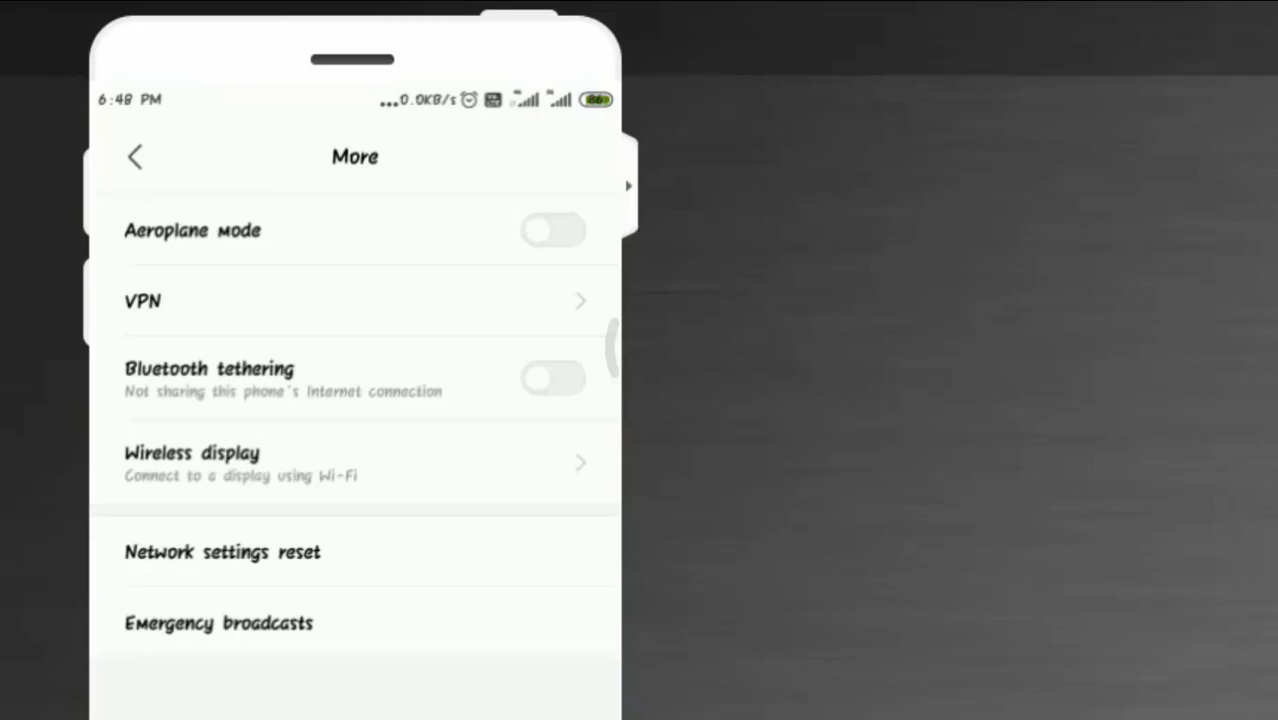 6:48 PM
...0.0KB/s
86
More
Aeroplane mode
VPN
Bluetooth tethering
Not sharing this phone's Internet connection
Wireless display
Connect to a display using Wi-Fi
Network settings reset
Emergency broadcasts